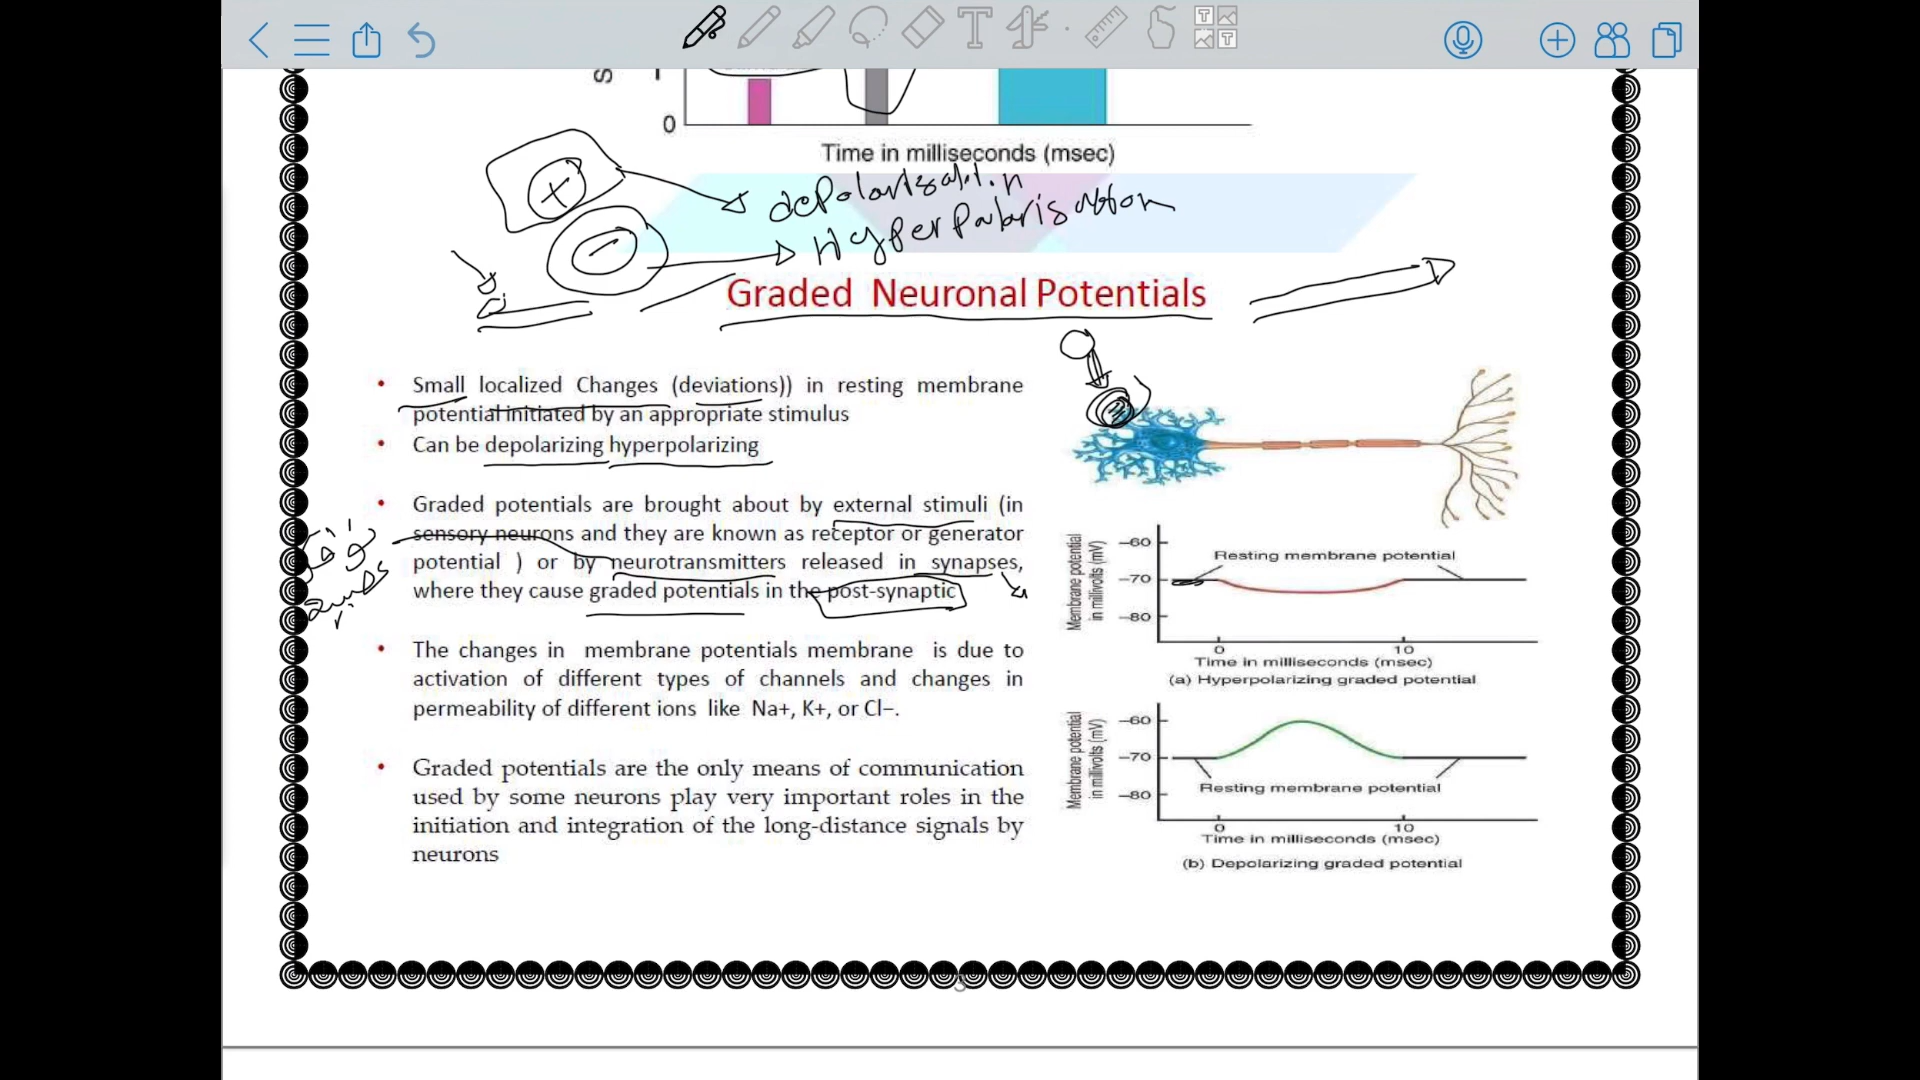 S
0
Time in milliseconds (msec)
+ depolarisation
− Hyperpolarisation
Graded Neuronal Potentials
• Small localized Changes (deviations)) in resting membrane
potential initiated by an appropriate stimulus
• Can be depolarizing hyperpolarizing
• Graded potentials are brought about by external stimuli (in
sensory neurons and they are known as receptor or generator
potential ) or by neurotransmitters released in synapses,
where they cause graded potentials in the post-synaptic
• The changes in membrane potentials membrane is due to
activation of different types of channels and changes in
permeability of different ions like Na+, K+, or Cl−.
• Graded potentials are the only means of communication
used by some neurons play very important roles in the
initiation and integration of the long-distance signals by
neurons
Membrane potential
in millivolts (mV)
−60
Resting membrane potential
−70
−80
0 10
Time in milliseconds (msec)
(a) Hyperpolarizing graded potential
Membrane potential
in millivolts (mV)
−60
−70
Resting membrane potential
−80
0 10
Time in milliseconds (msec)
(b) Depolarizing graded potential
3